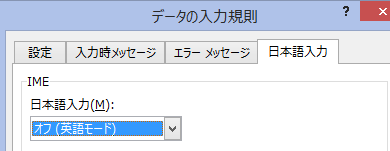 データの入力規則
?
設定
入力時メッセージ
エラー メッセージ
日本語入力
IME
日本語入力(M):
オフ (英語モード)